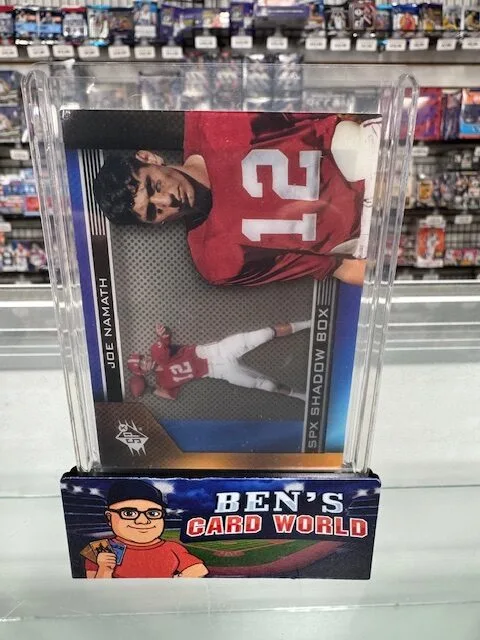 12
JOE NAMATH
12
SPX SHADOW BOX
SPx
BEN'S
CARD WORLD